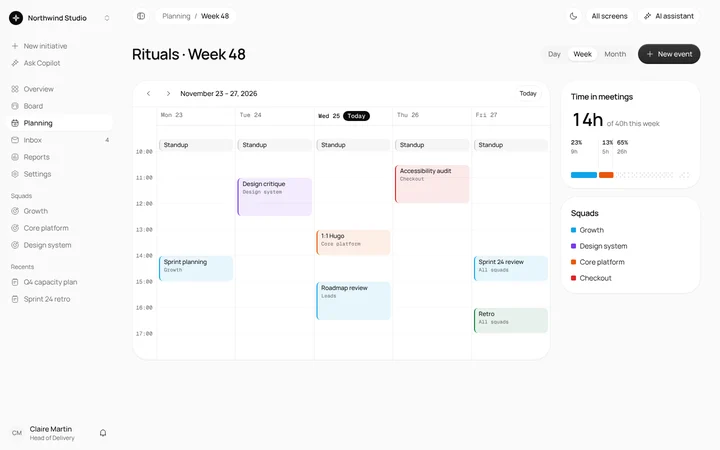 Northwind Studio
Planning / Week 48
All screens
AI assistant
New initiative
Ask Copilot
Overview
Board
Planning
Inbox 4
Reports
Settings
Squads
Growth
Core platform
Design system
Recents
Q4 capacity plan
Sprint 24 retro
CM
Claire Martin
Head of Delivery
Rituals · Week 48
Day
Week
Month
New event
November 23 – 27, 2026
Today
Mon 23
Tue 24
Wed 25 Today
Thu 26
Fri 27
Standup
Standup
Standup
Standup
Standup
10:00
Accessibility audit
Checkout
11:00
Design critique
Design system
12:00
13:00
1:1 Hugo
Core platform
14:00
Sprint planning
Growth
Sprint 24 review
All squads
15:00
Roadmap review
Leads
16:00
Retro
All squads
17:00
Time in meetings
14h of 40h this week
23% 13% 65%
9h 5h 26h
Squads
Growth
Design system
Core platform
Checkout